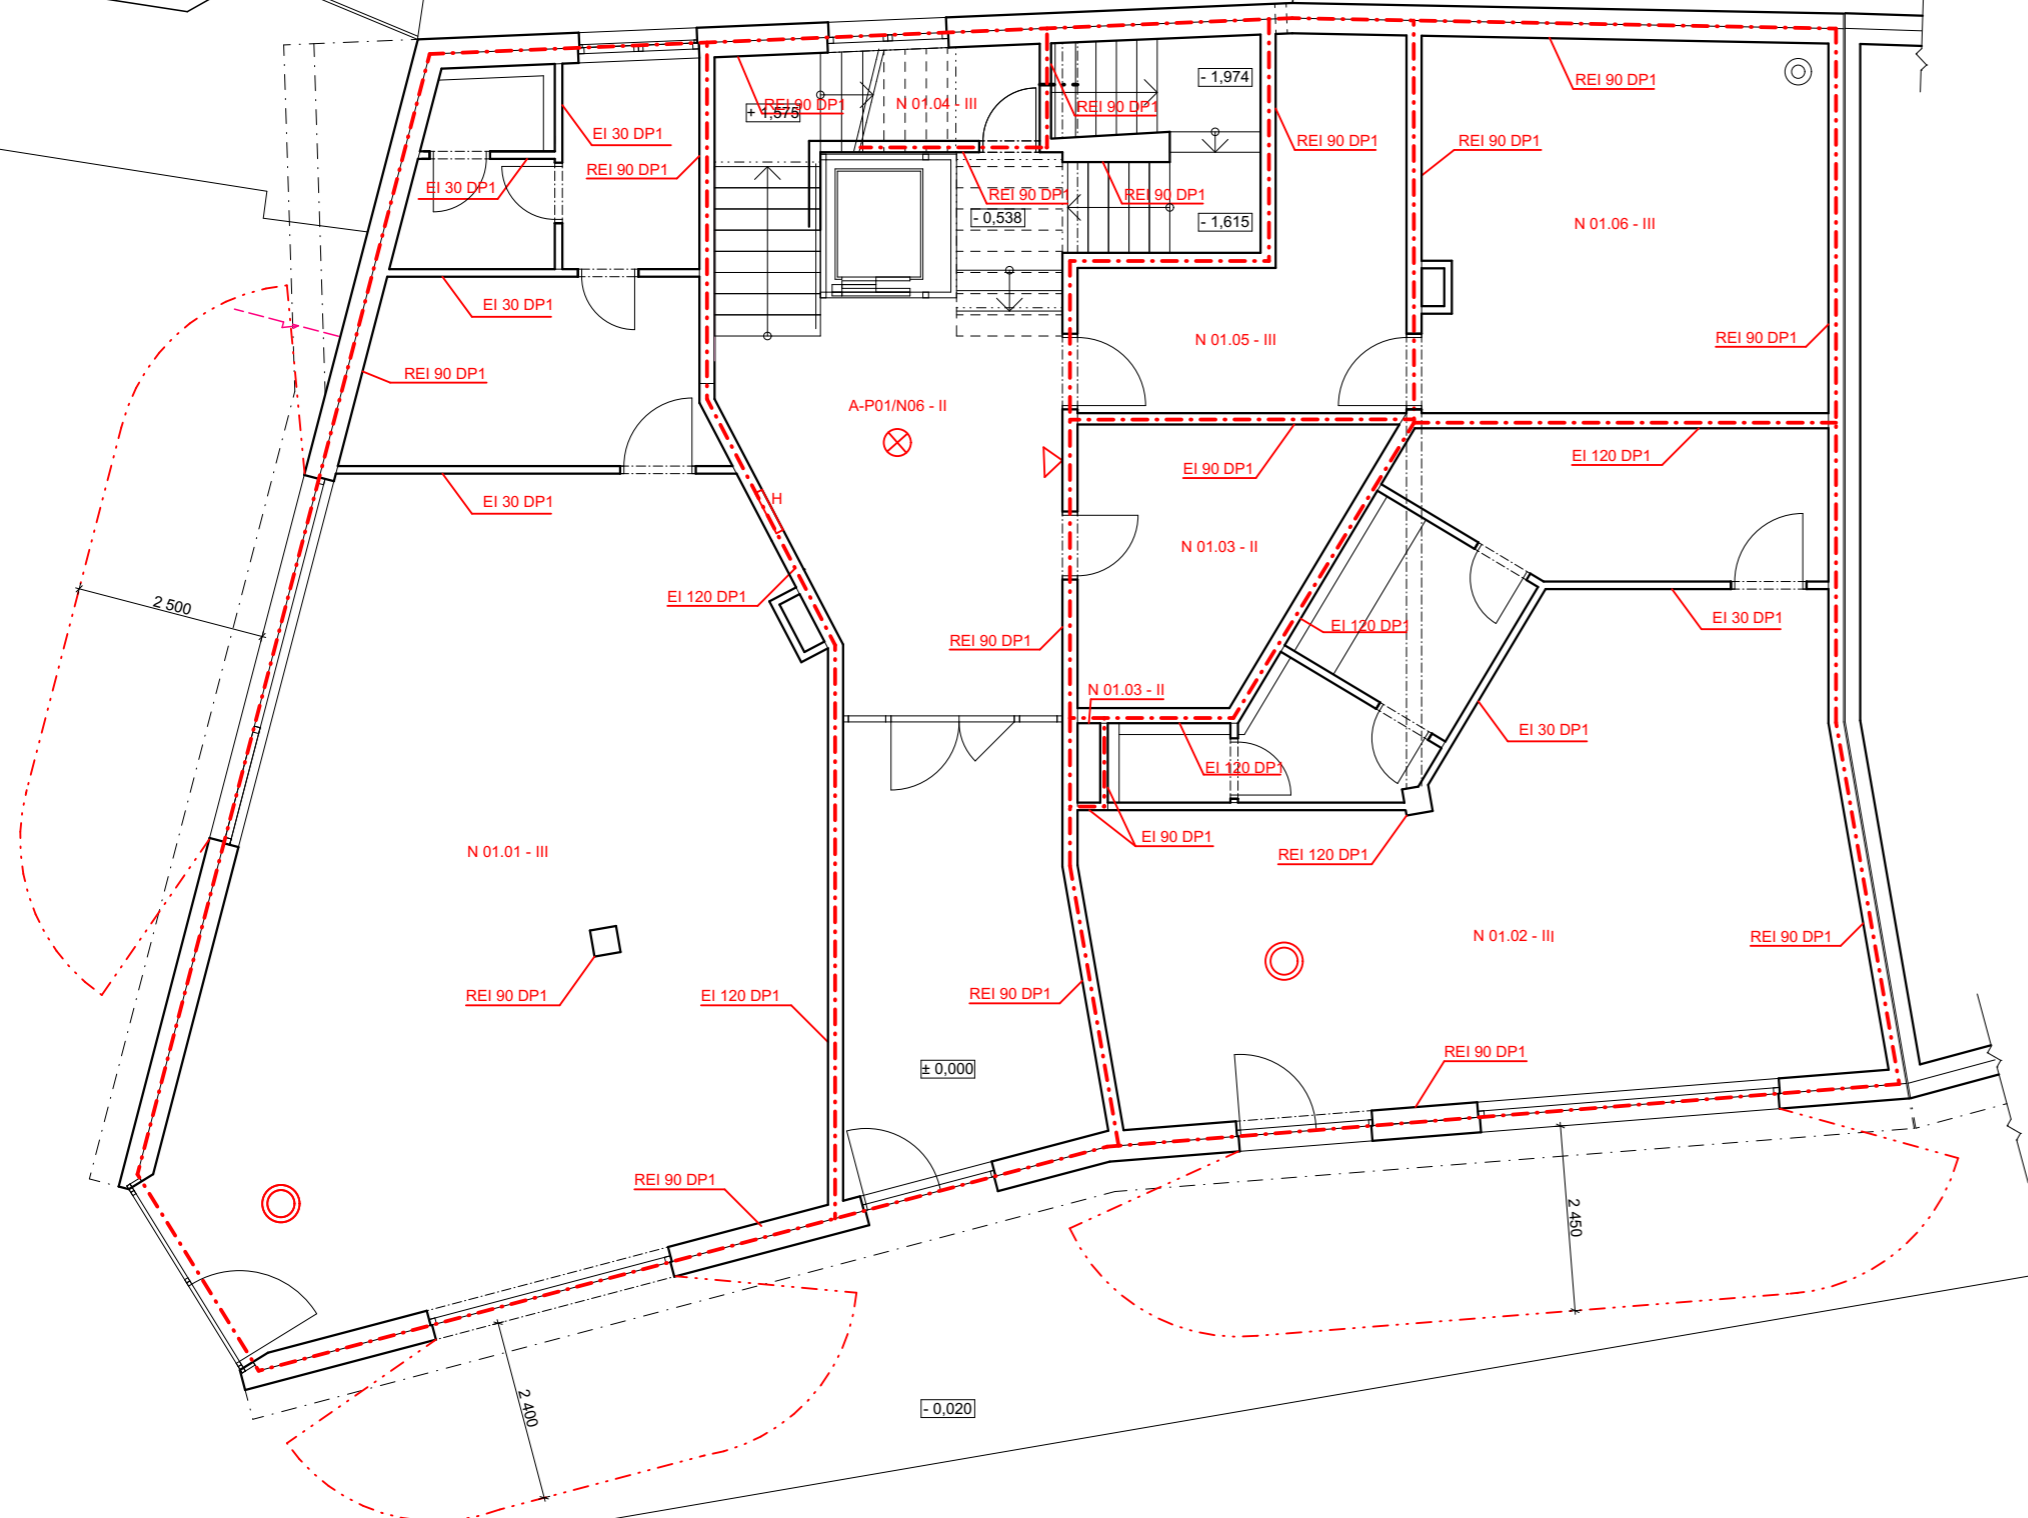 - 1,974
REI 90 DP1
REI 90 DP1
+ 1,575
N 01.04 - III
REI 90 DP1
EI 30 DP1
REI 90 DP1
REI 90 DP1
REI 90 DP1
EI 30 DP1
REI 90 DP1
REI 90 DP1
- 0,538
- 1,615
N 01.06 - III
EI 30 DP1
N 01.05 - III
REI 90 DP1
REI 90 DP1
A-P01/N06 - II
EI 120 DP1
EI 90 DP1
EI 30 DP1
H
N 01.03 - II
EI 120 DP1
2 500
EI 30 DP1
EI 120 DP1
REI 90 DP1
N 01.03 - II
EI 30 DP1
EI 120 DP1
EI 90 DP1
N 01.01 - III
REI 120 DP1
N 01.02 - III
REI 90 DP1
REI 90 DP1
EI 120 DP1
REI 90 DP1
REI 90 DP1
± 0,000
REI 90 DP1
2 450
2 400
- 0,020